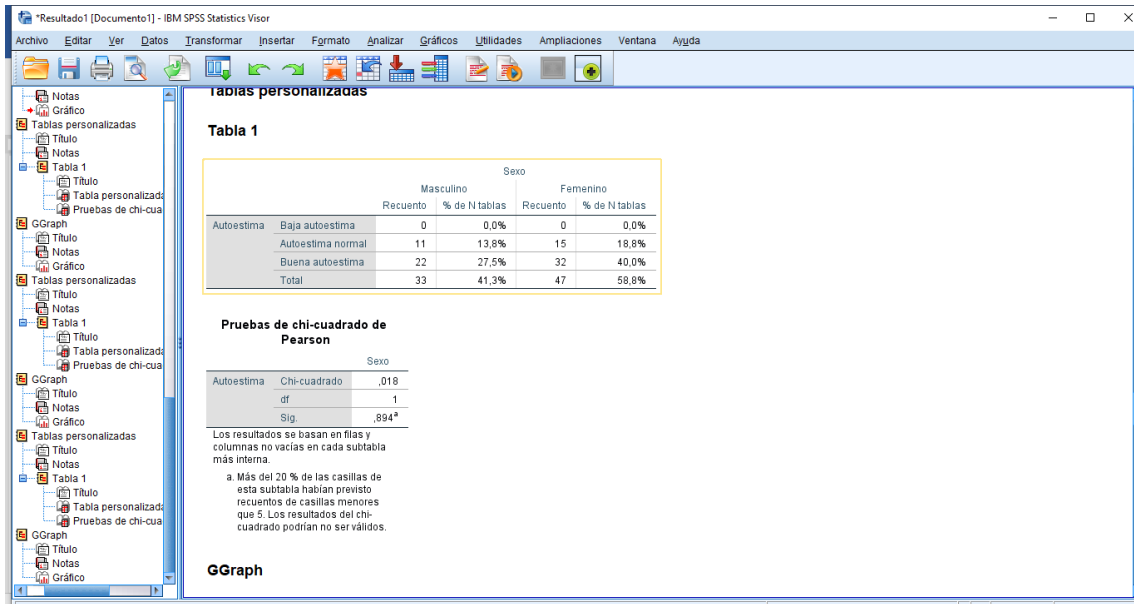 *Resultado1 [Documento1] - IBM SPSS Statistics Visor
Archivo Editar Ver Datos Transformar Insertar Formato Analizar Gráficos Utilidades Ampliaciones Ventana Ayuda
Notas
Gráfico
Tablas personalizadas
Título
Notas
Tabla 1
Título
Tabla personalizada
Pruebas de chi-cua
GGraph
Título
Notas
Gráfico
Tablas personalizadas
Título
Notas
Tabla 1
Título
Tabla personalizada
Pruebas de chi-cua
GGraph
Título
Notas
Gráfico
Tablas personalizadas
Título
Notas
Tabla 1
Título
Tabla personalizada
Pruebas de chi-cua
GGraph
Título
Notas
Gráfico
Tablas personalizadas
Tabla 1
Sexo
Masculino Femenino
Recuento % de N tablas Recuento % de N tablas
Autoestima Baja autoestima 0 0,0% 0 0,0%
Autoestima normal 11 13,8% 15 18,8%
Buena autoestima 22 27,5% 32 40,0%
Total 33 41,3% 47 58,8%
Pruebas de chi-cuadrado de
Pearson
Sexo
Autoestima Chi-cuadrado ,018
df 1
Sig. ,894a
Los resultados se basan en filas y
columnas no vacías en cada subtabla
más interna.
a. Más del 20 % de las casillas de
esta subtabla habían previsto
recuentos de casillas menores
que 5. Los resultados del chi-
cuadrado podrían no ser válidos.
GGraph